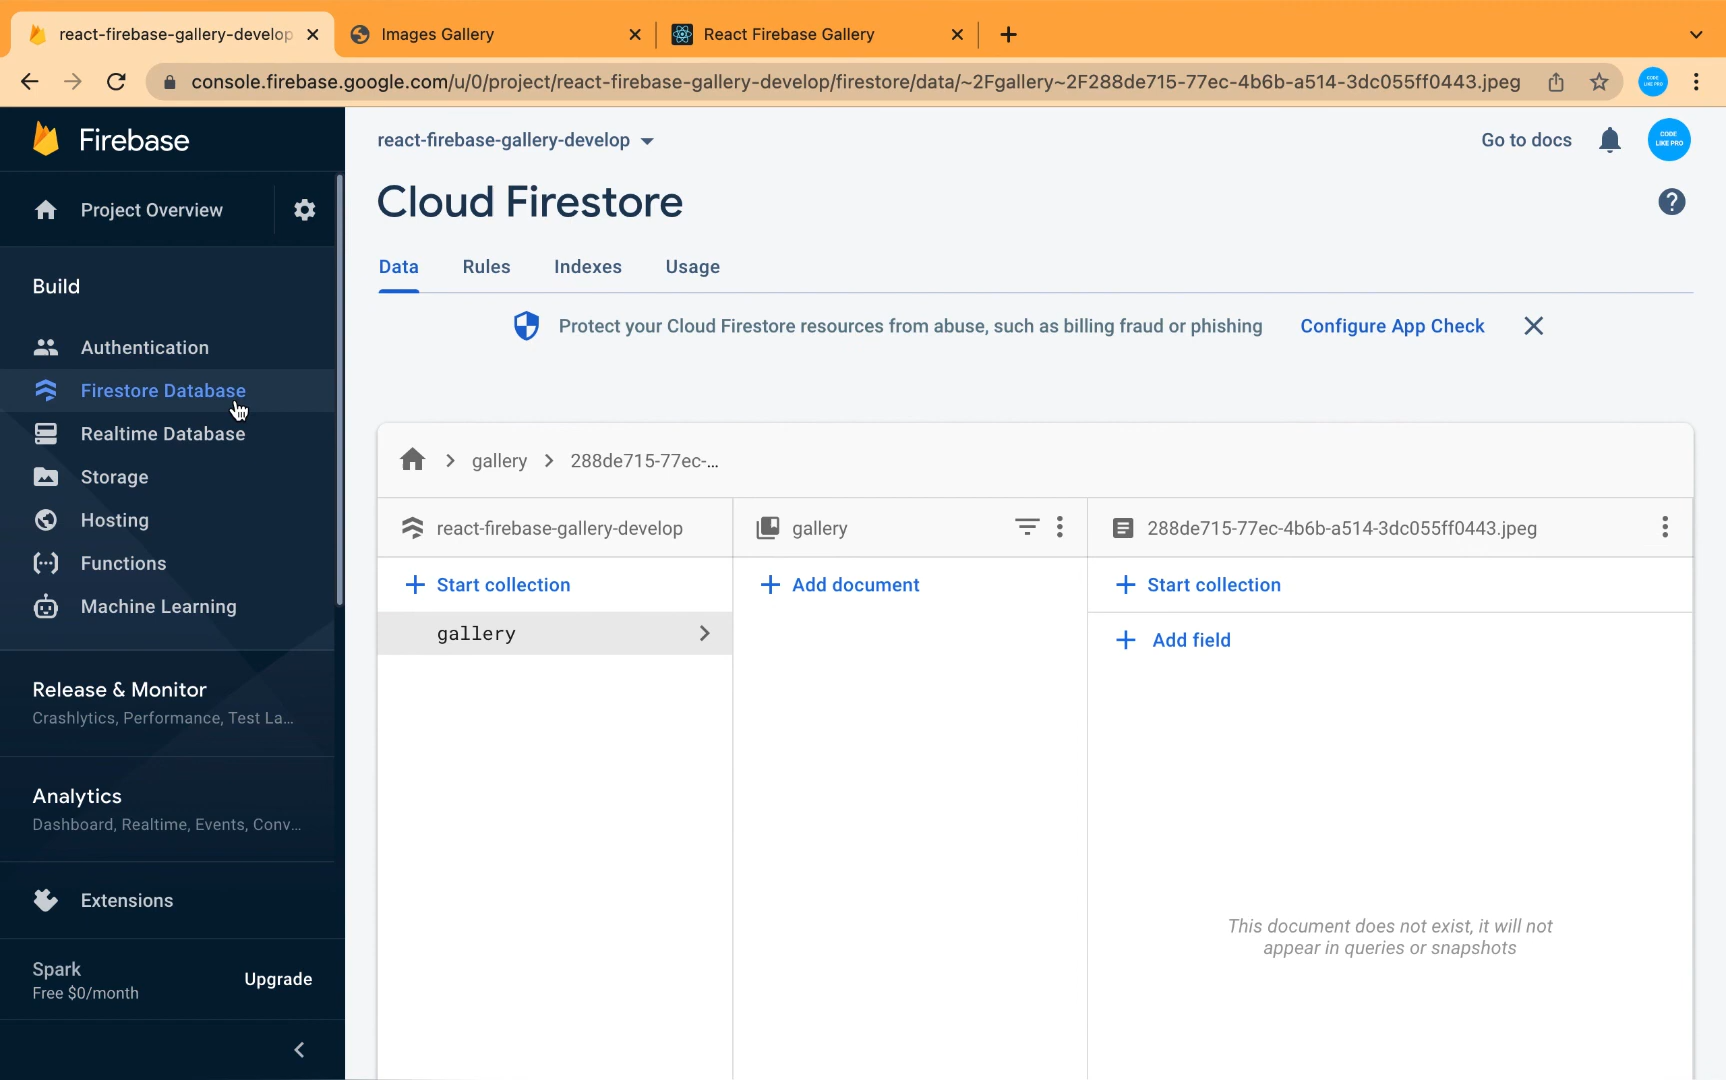 react-firebase-gallery-develop
Images Gallery
React Firebase Gallery
console.firebase.google.com/u/0/project/react-firebase-gallery-develop/firestore/data/~2Fgallery~2F288de715-77ec-4b6b-a514-3dc055ff0443.jpeg
CODE
LIKE PRO
Firebase
react-firebase-gallery-develop
Go to docs
CODE
LIKE PRO
Project Overview
Cloud Firestore
Data
Rules
Indexes
Usage
Build
Protect your Cloud Firestore resources from abuse, such as billing fraud or phishing
Configure App Check
Authentication
Firestore Database
Realtime Database
Storage
Hosting
Functions
Machine Learning
gallery
288de715-77ec-...
react-firebase-gallery-develop
gallery
288de715-77ec-4b6b-a514-3dc055ff0443.jpeg
Start collection
Add document
Start collection
gallery
Add field
Release & Monitor
Crashlytics, Performance, Test La...
Analytics
Dashboard, Realtime, Events, Conv...
Extensions
This document does not exist, it will not
appear in queries or snapshots
Spark
Free $0/month
Upgrade